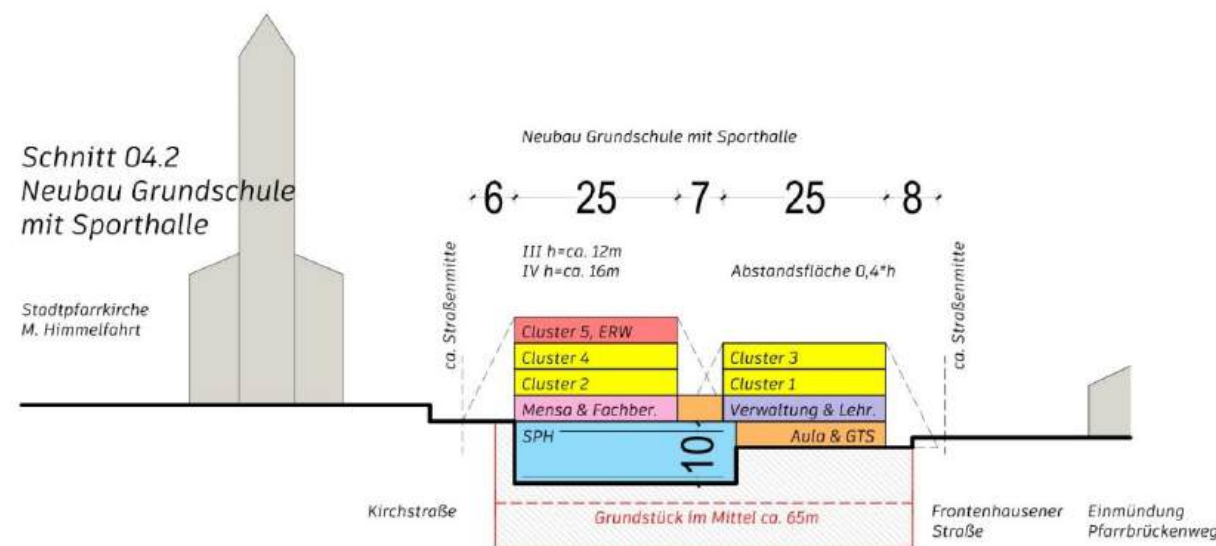 Schnitt 04.2
Neubau Grundschule
mit Sporthalle
Stadtpfarrkirche
M. Himmelfahrt
Neubau Grundschule mit Sporthalle
6 25 7 25 8
ca. Straßenmitte
III h=ca. 12m
IV h=ca. 16m
Abstandsfläche 0,4*h
ca. Straßenmitte
Cluster 5, ERW
Cluster 4
Cluster 3
Cluster 2
Cluster 1
Mensa & Fachber.
Verwaltung & Lehr.
SPH
10
Aula & GTS
Kirchstraße
Grundstück im Mittel ca. 65m
Frontenhausener
Straße
Einmündung
Pfarrbrückenweg